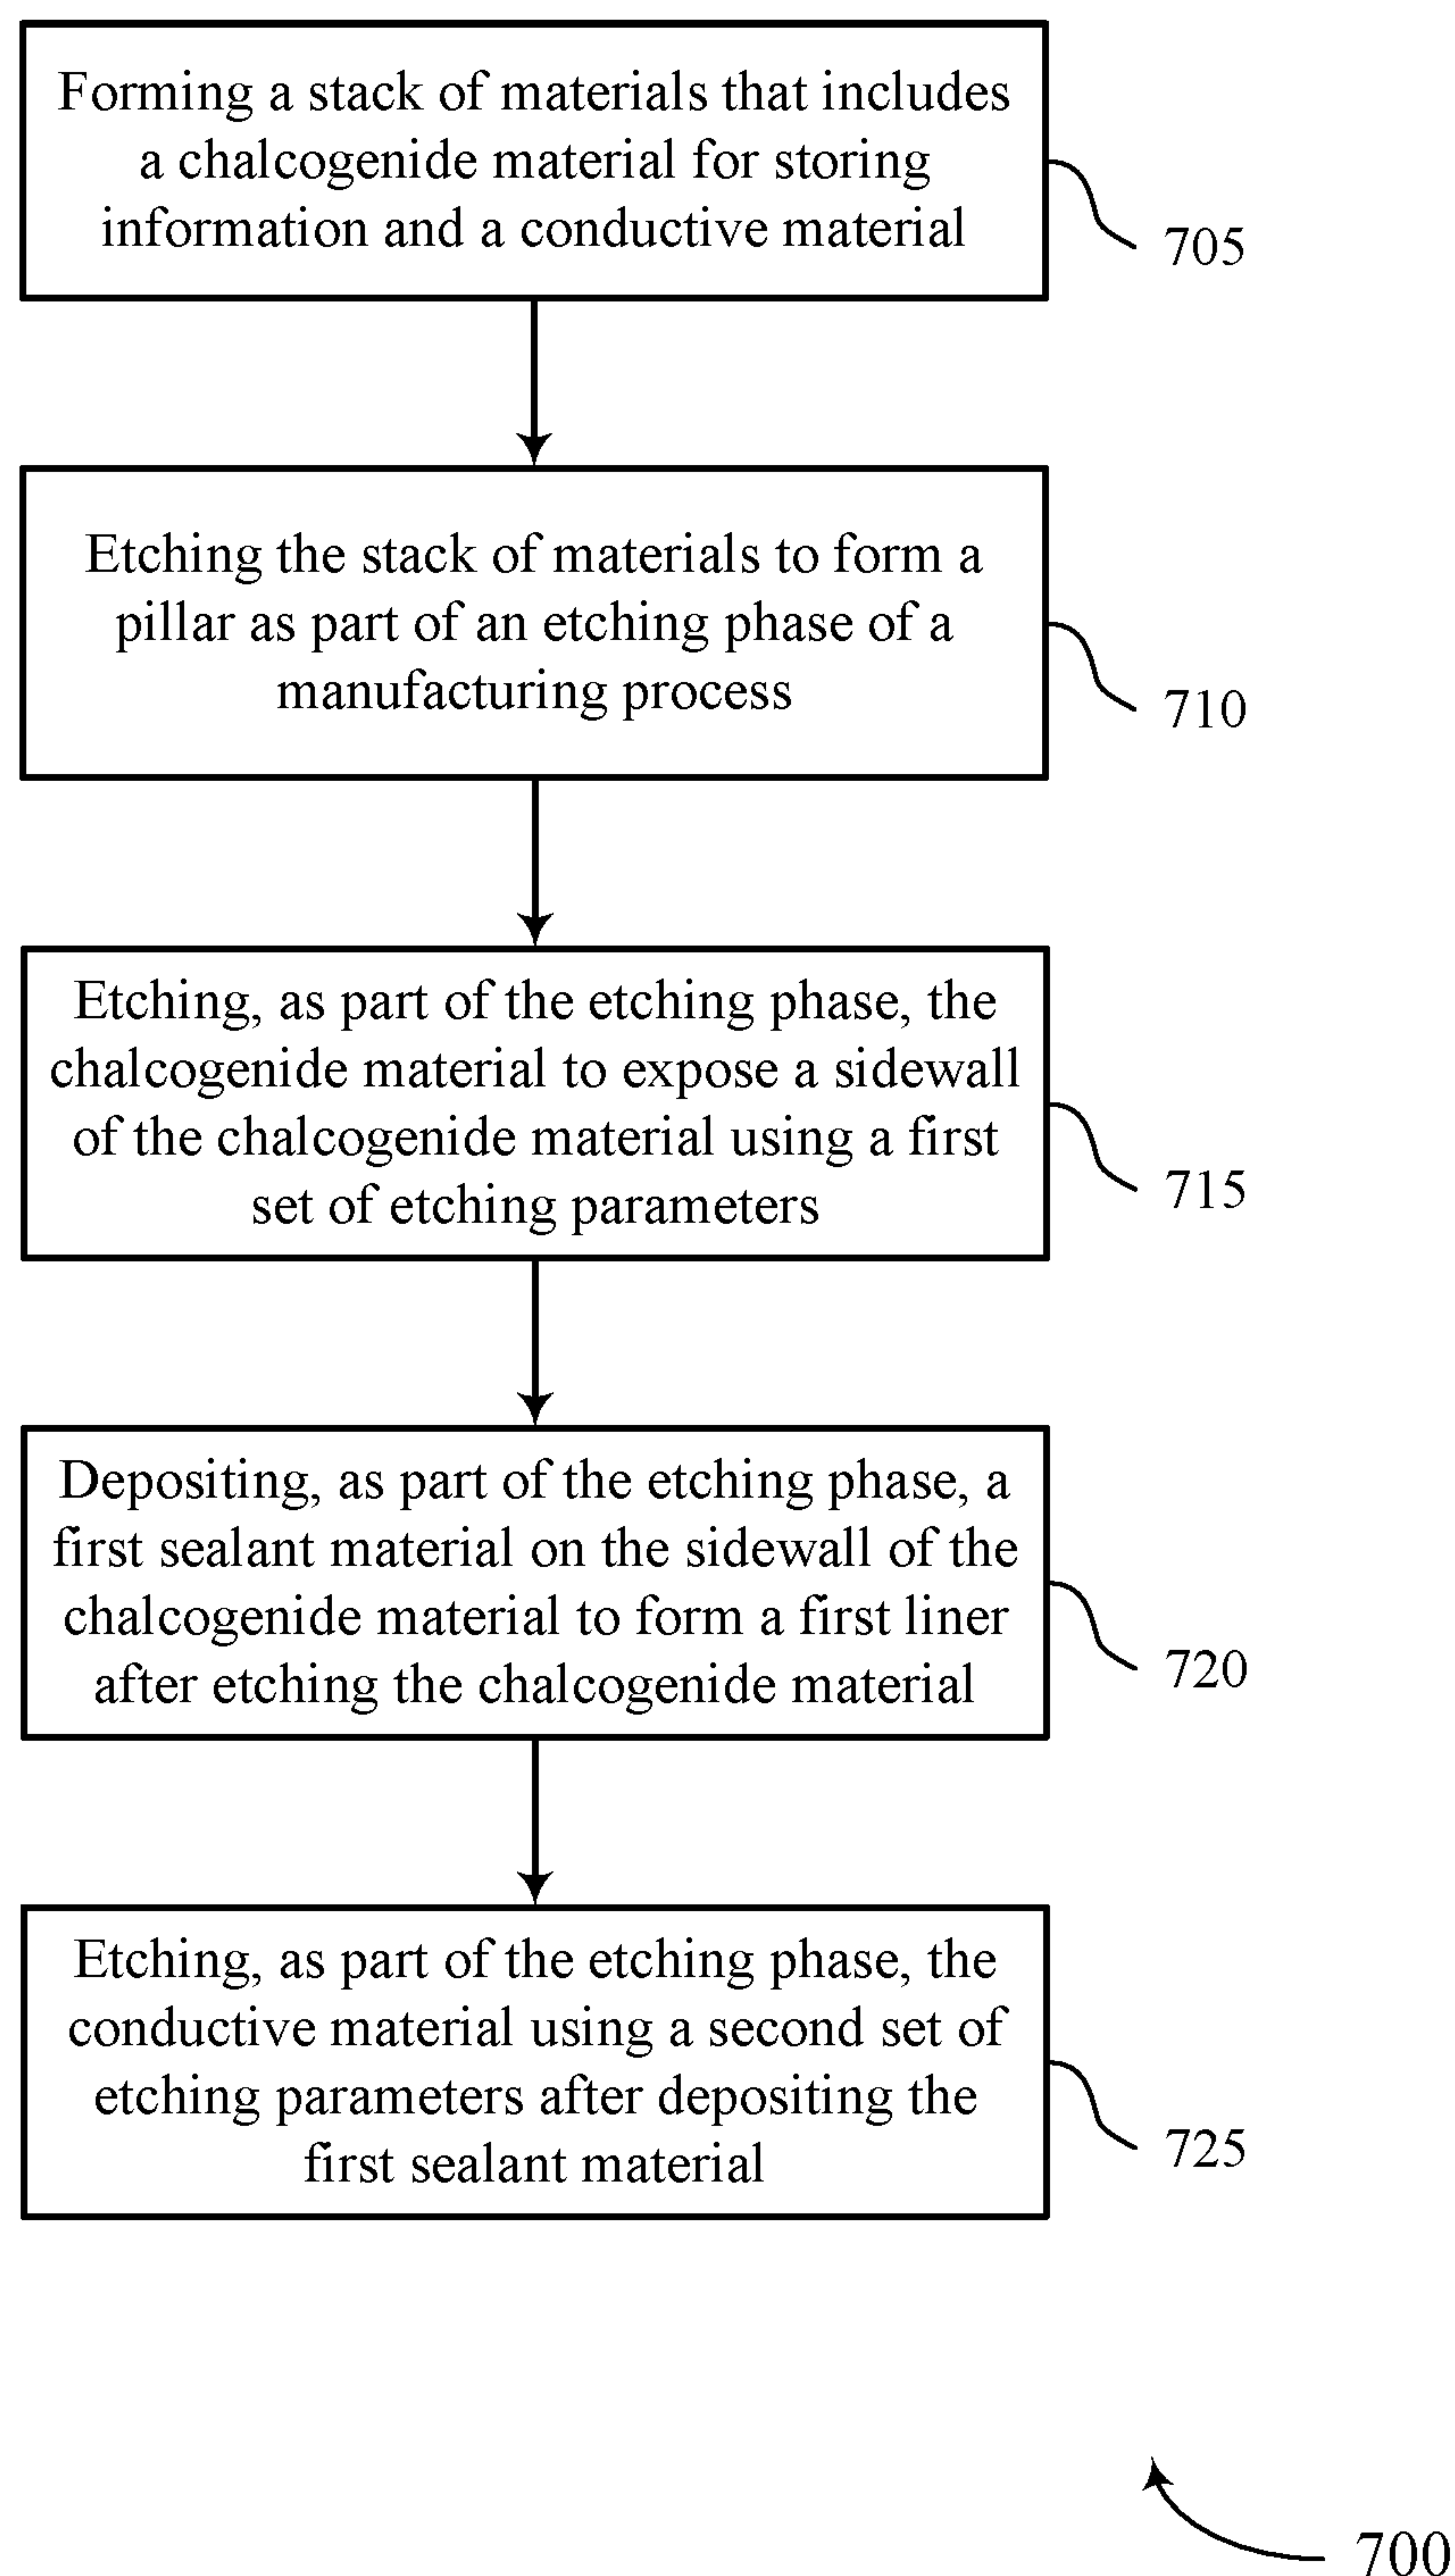 Forming a stack of materials that includes
a chalcogenide material for storing
information and a conductive material
705
Etching the stack of materials to form a
pillar as part of an etching phase of a
manufacturing process
710
Etching, as part of the etching phase, the
chalcogenide material to expose a sidewall
of the chalcogenide material using a first
set of etching parameters
715
Depositing, as part of the etching phase, a
first sealant material on the sidewall of the
chalcogenide material to form a first liner
after etching the chalcogenide material
720
Etching, as part of the etching phase, the
conductive material using a second set of
etching parameters after depositing the
first sealant material
725
700